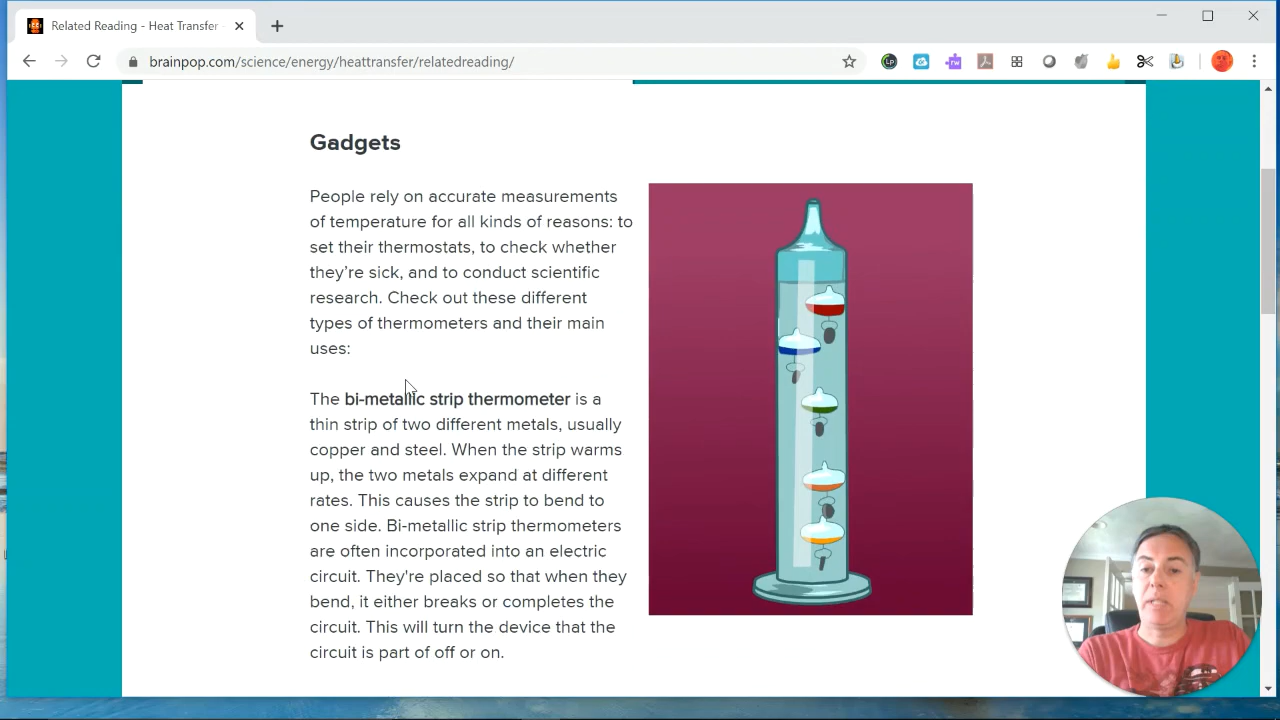 Related Reading - Heat Transfer
brainpop.com/science/energy/heattransfer/relatedreading/
Gadgets
People rely on accurate measurements
of temperature for all kinds of reasons: to
set their thermostats, to check whether
they’re sick, and to conduct scientific
research. Check out these different
types of thermometers and their main
uses:
The bi-metallic strip thermometer is a
thin strip of two different metals, usually
copper and steel. When the strip warms
up, the two metals expand at different
rates. This causes the strip to bend to
one side. Bi-metallic strip thermometers
are often incorporated into an electric
circuit. They're placed so that when they
bend, it either breaks or completes the
circuit. This will turn the device that the
circuit is part of off or on.